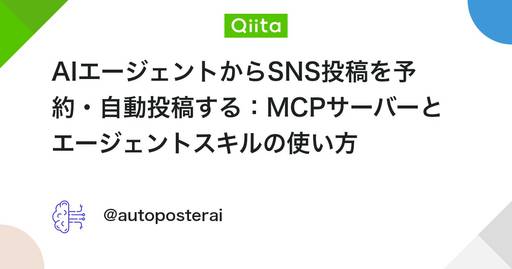 Qiita
AIエージェントからSNS投稿を予
約・自動投稿する：MCPサーバーと
エージェントスキルの使い方
@autoposterai